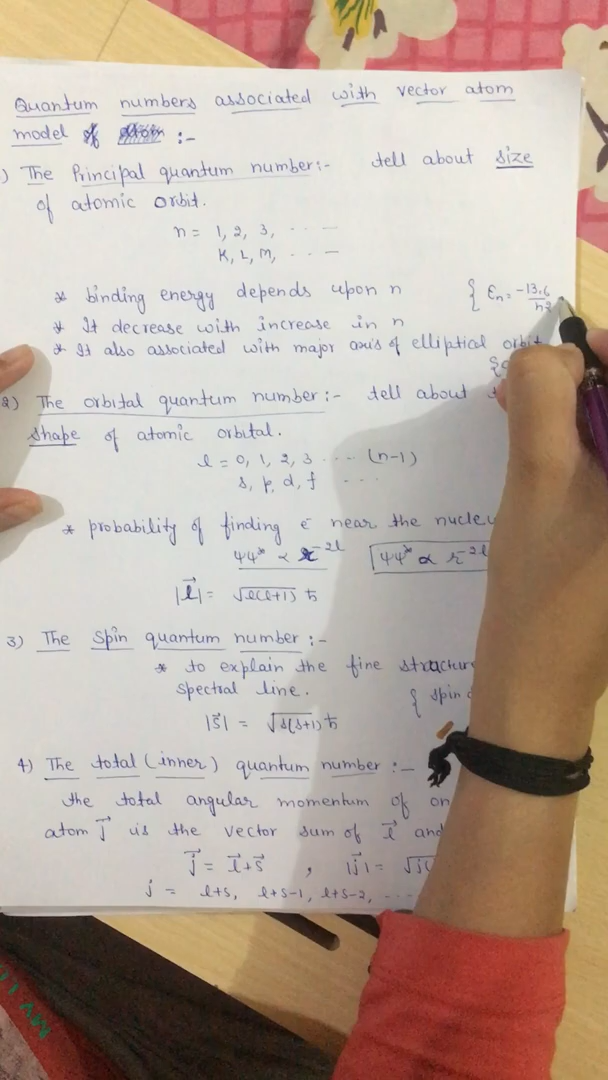 Quantum numbers associated with vector atom
model :-
) The Principal quantum number:- tell about size
of atomic orbit.
n = 1, 2, 3, ...
K, L, M, ...
* binding energy depends upon n { En = -13.6/n²
* It decrease with increase in n
* It also associated with major axis of elliptical orbit
2) The orbital quantum number:- tell about
shape of atomic orbital.
l = 0, 1, 2, 3 ... (n-1)
s, p, d, f ...
* probability of finding e⁻ near the
ψψ* ∝ r⁻²ˡ ψψ* ∝ r⁻²ˡ
|l⃗| = √l(l+1) ħ
3) The Spin quantum number:-
* to explain the fine structure
spectral line. { spin
|s⃗| = √s(s+1) ħ
4) The total (inner) quantum number:-
the total angular momentum of
atom j⃗ is the vector sum of l⃗ and
j⃗ = l⃗+s⃗ , |j⃗| = √j(
j = l+s, l+s-1, l+s-2, ...